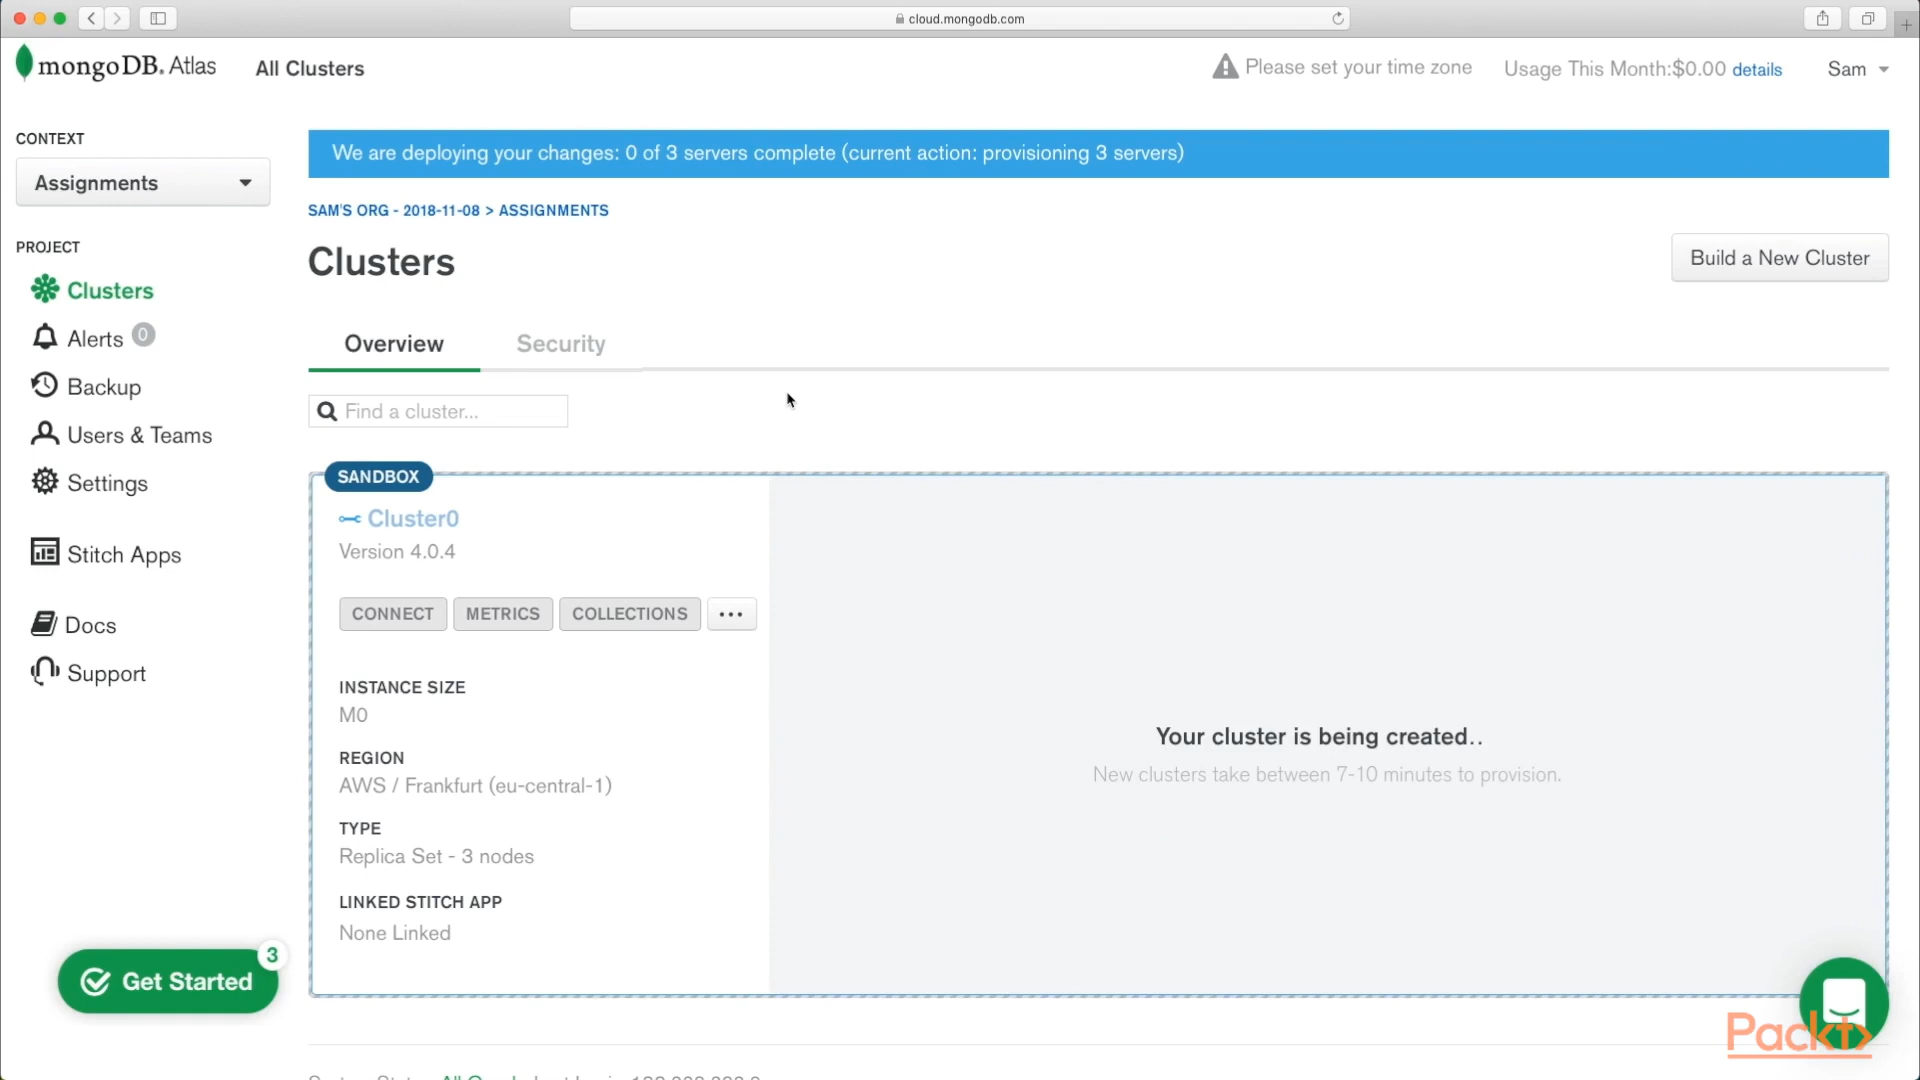 cloud.mongodb.com
mongoDB. Atlas
All Clusters
Please set your time zone
Usage This Month:$0.00 details
Sam
CONTEXT
Assignments
PROJECT
Clusters
Alerts 0
Backup
Users & Teams
Settings
Stitch Apps
Docs
Support
3
Get Started
We are deploying your changes: 0 of 3 servers complete (current action: provisioning 3 servers)
SAM'S ORG - 2018-11-08 > ASSIGNMENTS
Clusters
Build a New Cluster
Overview
Security
Find a cluster...
SANDBOX
Cluster0
Version 4.0.4
CONNECT
METRICS
COLLECTIONS
...
INSTANCE SIZE
M0
REGION
AWS / Frankfurt (eu-central-1)
TYPE
Replica Set - 3 nodes
LINKED STITCH APP
None Linked
Your cluster is being created..
New clusters take between 7-10 minutes to provision.
Packt>